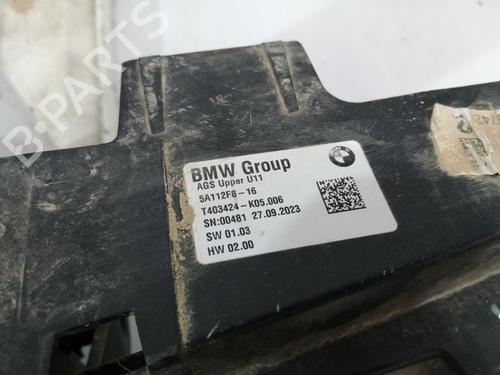 BMW Group
AGS Upper U11
5A112F8-16
T403424-K05.006
SN:00481 27.09.2023
SW 01.03
HW 02.00
B-PARTS